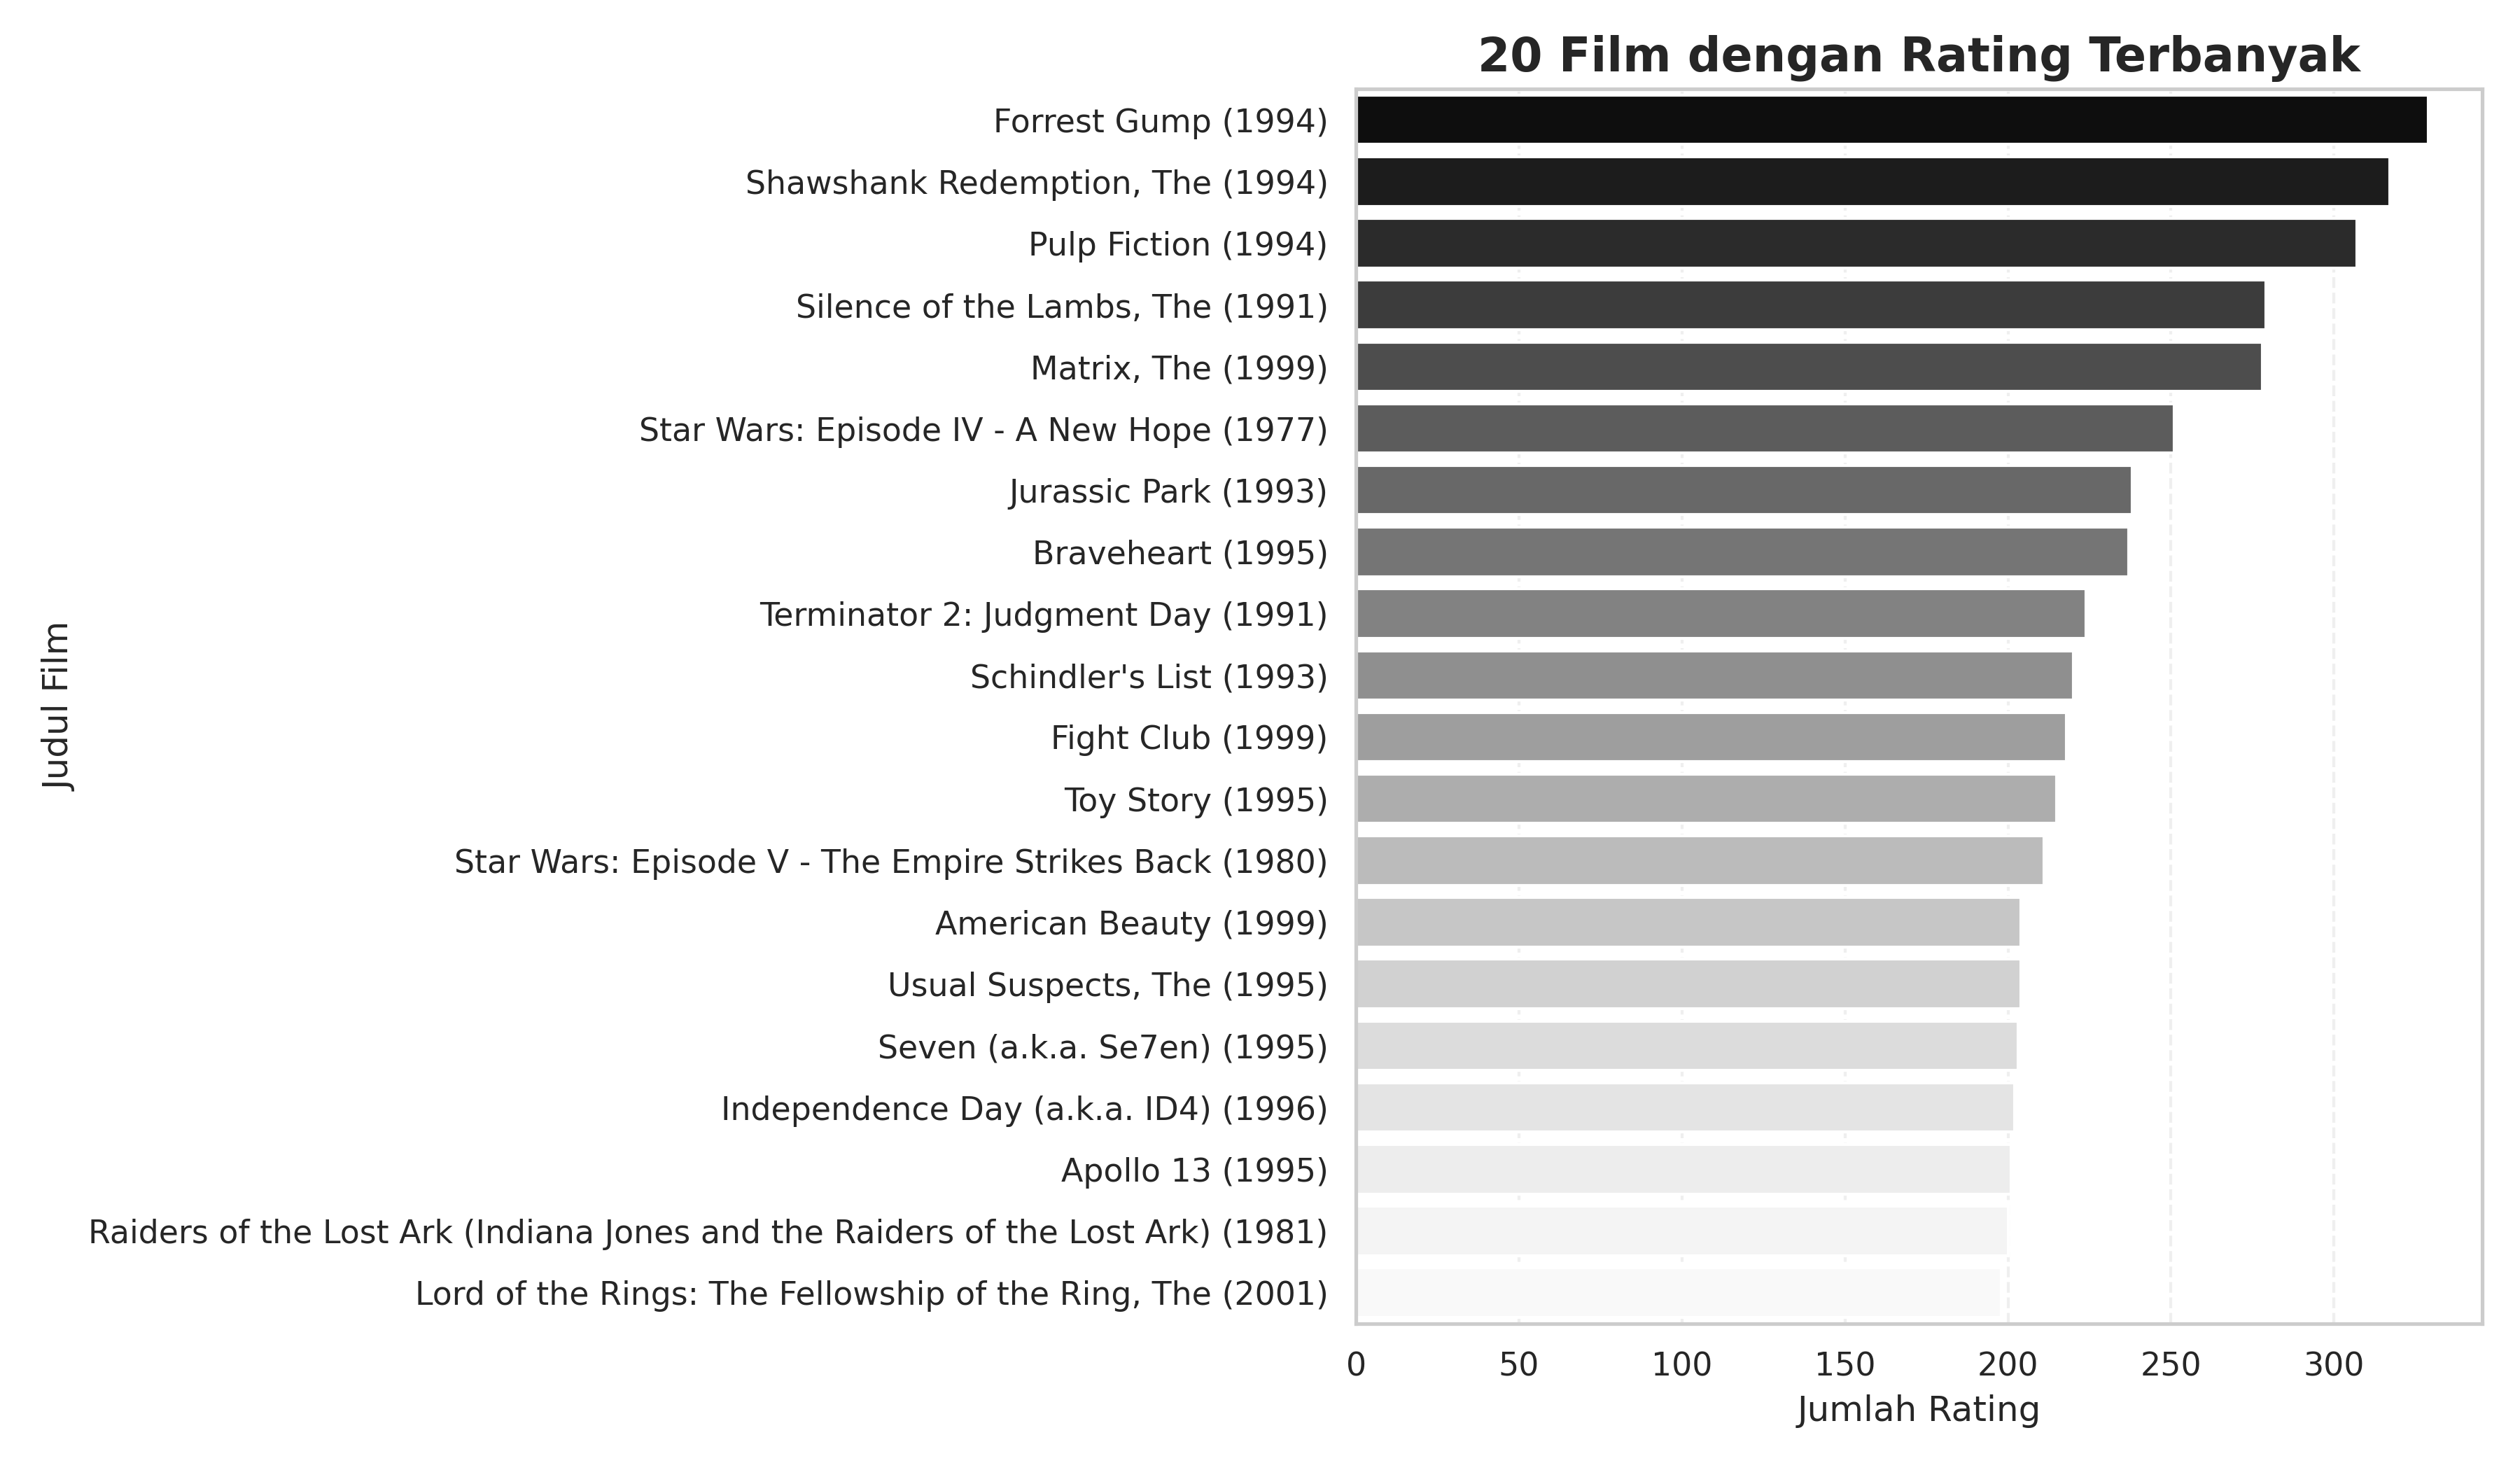 20 Film dengan Rating Terbanyak
Forrest Gump (1994)
Shawshank Redemption, The (1994)
Pulp Fiction (1994)
Silence of the Lambs, The (1991)
Matrix, The (1999)
Star Wars: Episode IV - A New Hope (1977)
Jurassic Park (1993)
Braveheart (1995)
Terminator 2: Judgment Day (1991)
Schindler's List (1993)
Fight Club (1999)
Toy Story (1995)
Star Wars: Episode V - The Empire Strikes Back (1980)
American Beauty (1999)
Usual Suspects, The (1995)
Seven (a.k.a. Se7en) (1995)
Independence Day (a.k.a. ID4) (1996)
Apollo 13 (1995)
Raiders of the Lost Ark (Indiana Jones and the Raiders of the Lost Ark) (1981)
Lord of the Rings: The Fellowship of the Ring, The (2001)
Judul Film
0 50 100 150 200 250 300
Jumlah Rating